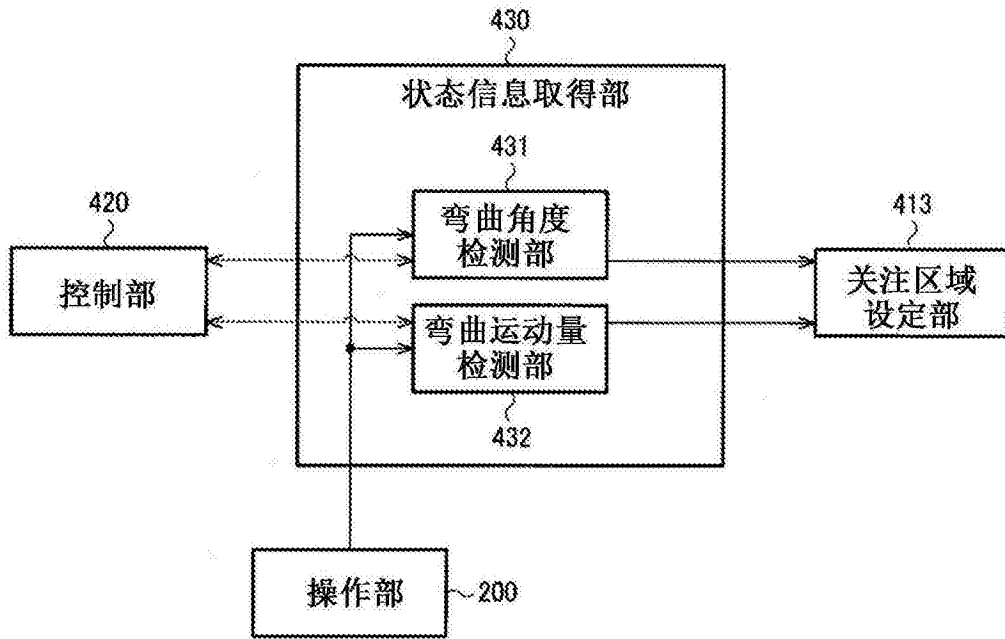 430
状态信息取得部
431
弯曲角度
检测部
420
控制部
413
关注区域
设定部
弯曲运动量
检测部
432
操作部
200